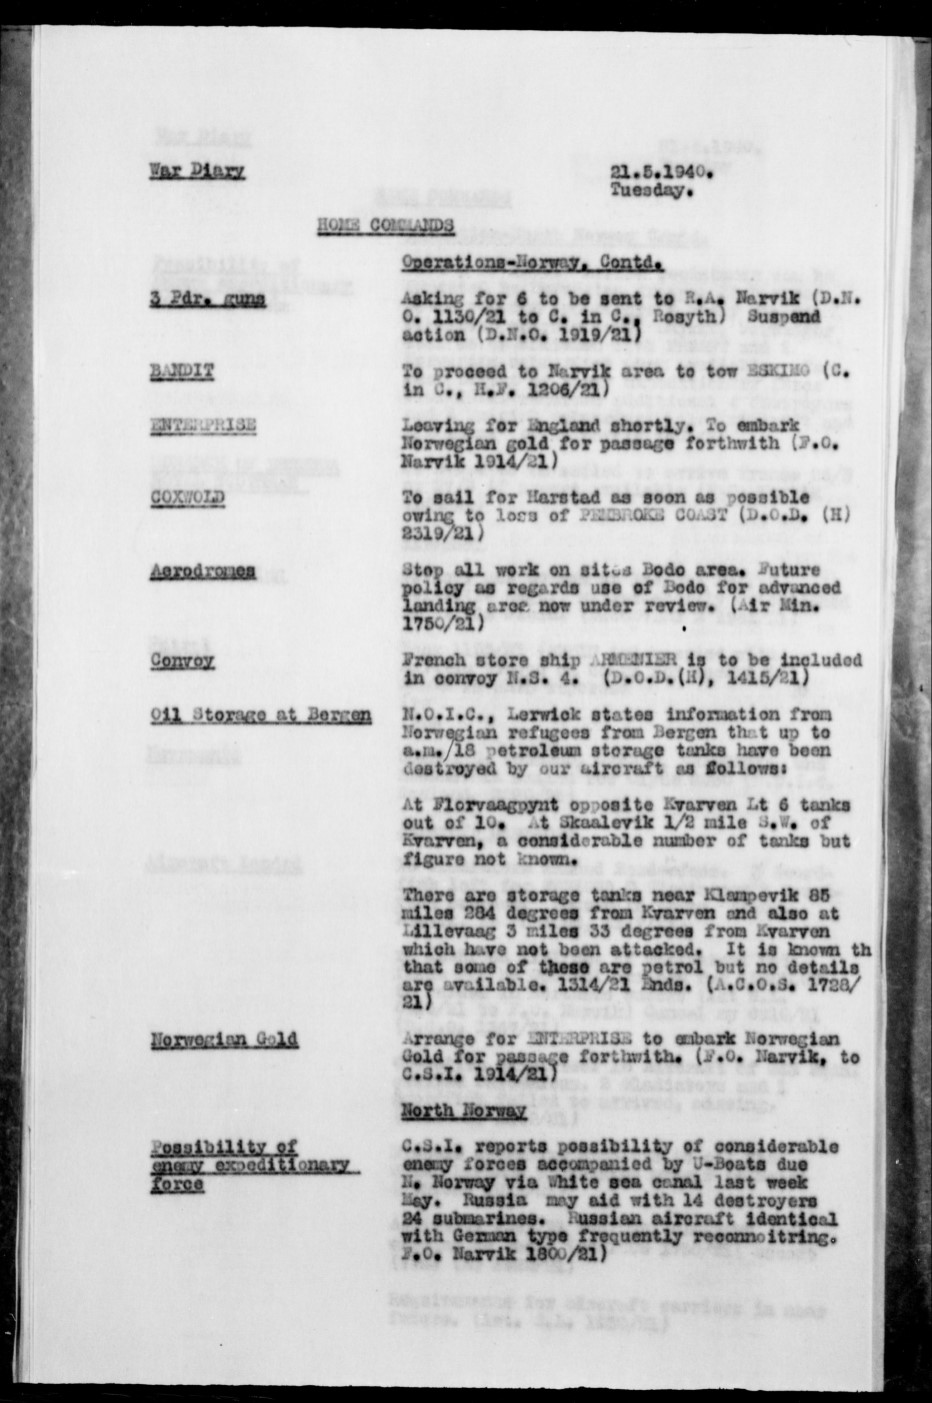 War Diary
21.5.1940.
Tuesday.
HOME COMMANDS
Operations-Norway. Contd.
3 Pdr. guns
Asking for 6 to be sent to R.A. Narvik (D.N.
O. 1130/21 to C. in C., Rosyth) Suspend
action (D.N.O. 1919/21)
BANDIT
To proceed to Narvik area to tow ESKIMO (C.
in C., H.F. 1206/21)
ENTERPRISE
Leaving for England shortly. To embark
Norwegian gold for passage forthwith (F.O.
Narvik 1914/21)
COXWOLD
To sail for Harstad as soon as possible
owing to loss of PEMBROKE COAST (D.O.D. (H)
2319/21)
Aerodromes
Stop all work on sites Bodo area. Future
policy as regards use of Bodo for advanced
landing area now under review. (Air Min.
1750/21)
Convoy
French store ship ARMENIER is to be included
in convoy N.S. 4. (D.O.D.(H), 1415/21)
Oil Storage at Bergen
N.O.I.C., Lerwick states information from
Norwegian refugees from Bergen that up to
a.m./18 petroleum storage tanks have been
destroyed by our aircraft as follows:
At Florvaagpynt opposite Kvarven Lt 6 tanks
out of 10. At Skaalevik 1/2 mile S.W. of
Kvarven, a considerable number of tanks but
figure not known.
There are storage tanks near Klampevik 85
miles 284 degrees from Kvarven and also at
Lillevaag 3 miles 33 degrees from Kvarven
which have not been attacked. It is known th
that some of these are petrol but no details
are available. 1314/21 Ends. (A.C.O.S. 1728/
21)
Norwegian Gold
Arrange for ENTERPRISE to embark Norwegian
Gold for passage forthwith. (F.O. Narvik, to
C.S.I. 1914/21)
North Norway
Possibility of
enemy expeditionary
force
C.S.I. reports possibility of considerable
enemy forces accompanied by U-Boats due
N. Norway via White sea canal last week
May. Russia may aid with 14 destroyers
24 submarines. Russian aircraft identical
with German type frequently reconnoitring.
F.O. Narvik 1800/21)